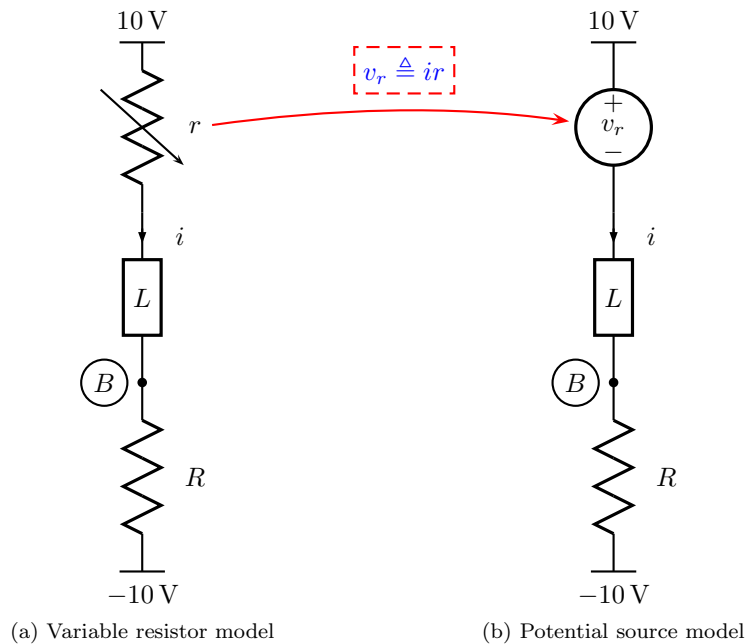 10 V
10 V
v_r ≜ ir
r
+
v_r
−
i
i
L
L
B
B
R
R
−10 V
−10 V
(a) Variable resistor model
(b) Potential source model